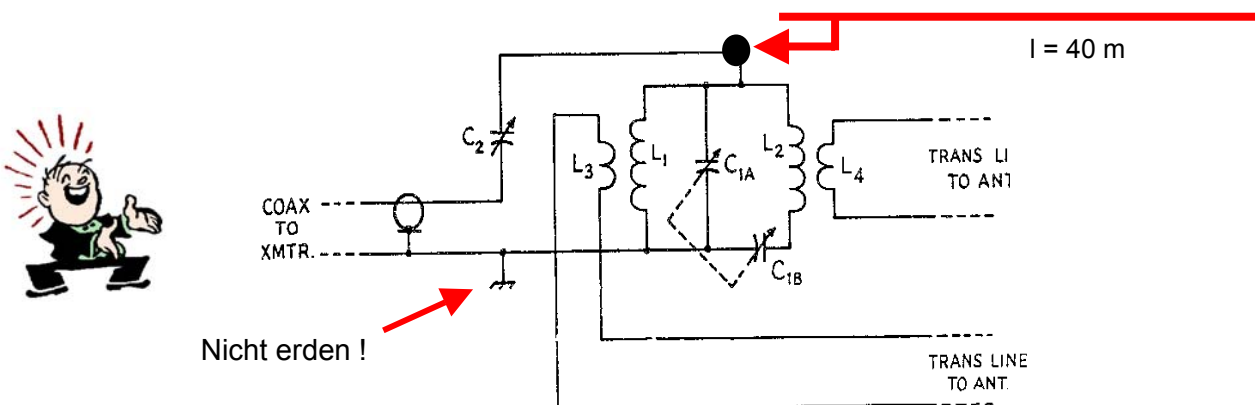 l = 40 m
C2
L3
L1
C1A
L2
L4
TRANS LI
TO ANT
COAX
TO
XMTR.
C1B
Nicht erden !
TRANS LINE
TO ANT.